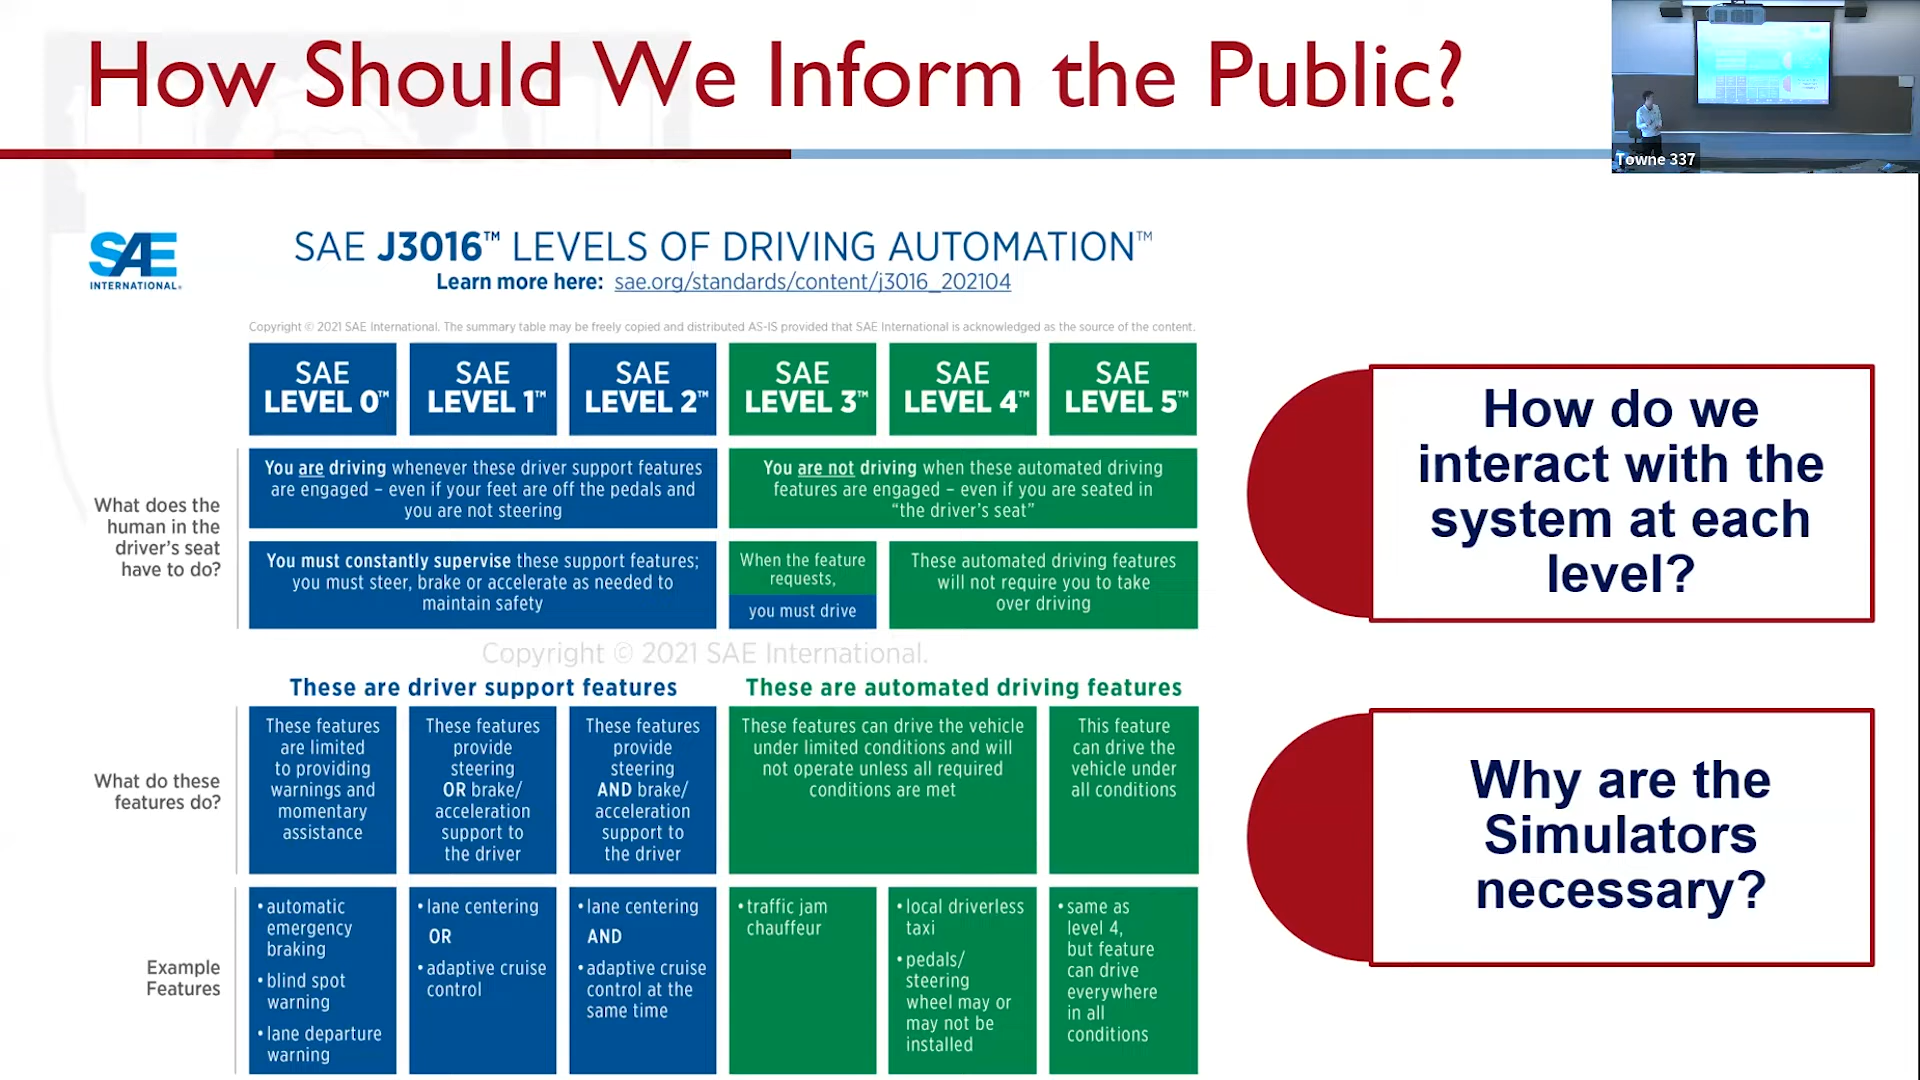 How Should We Inform the Public?
Towne 337
SAE
INTERNATIONAL®
SAE J3016™ LEVELS OF DRIVING AUTOMATION™
Learn more here: sae.org/standards/content/j3016_202104
Copyright © 2021 SAE International. The summary table may be freely copied and distributed AS-IS provided that SAE International is acknowledged as the source of the content.
SAE
LEVEL 0™
SAE
LEVEL 1™
SAE
LEVEL 2™
SAE
LEVEL 3™
SAE
LEVEL 4™
SAE
LEVEL 5™
What does the
human in the
driver's seat
have to do?
You are driving whenever these driver support features
are engaged – even if your feet are off the pedals and
you are not steering
You are not driving when these automated driving
features are engaged – even if you are seated in
“the driver's seat”
You must constantly supervise these support features;
you must steer, brake or accelerate as needed to
maintain safety
When the feature
requests,
you must drive
These automated driving features
will not require you to take
over driving
Copyright © 2021 SAE International.
These are driver support features
These are automated driving features
What do these
features do?
These features
are limited
to providing
warnings and
momentary
assistance
These features
provide
steering
OR brake/
acceleration
support to
the driver
These features
provide
steering
AND brake/
acceleration
support to
the driver
These features can drive the vehicle
under limited conditions and will
not operate unless all required
conditions are met
This feature
can drive the
vehicle under
all conditions
Example
Features
• automatic
emergency
braking
• blind spot
warning
• lane departure
warning
• lane centering
OR
• adaptive cruise
control
• lane centering
AND
• adaptive cruise
control at the
same time
• traffic jam
chauffeur
• local driverless
taxi
• pedals/
steering
wheel may or
may not be
installed
• same as
level 4,
but feature
can drive
everywhere
in all
conditions
How do we
interact with the
system at each
level?
Why are the
Simulators
necessary?